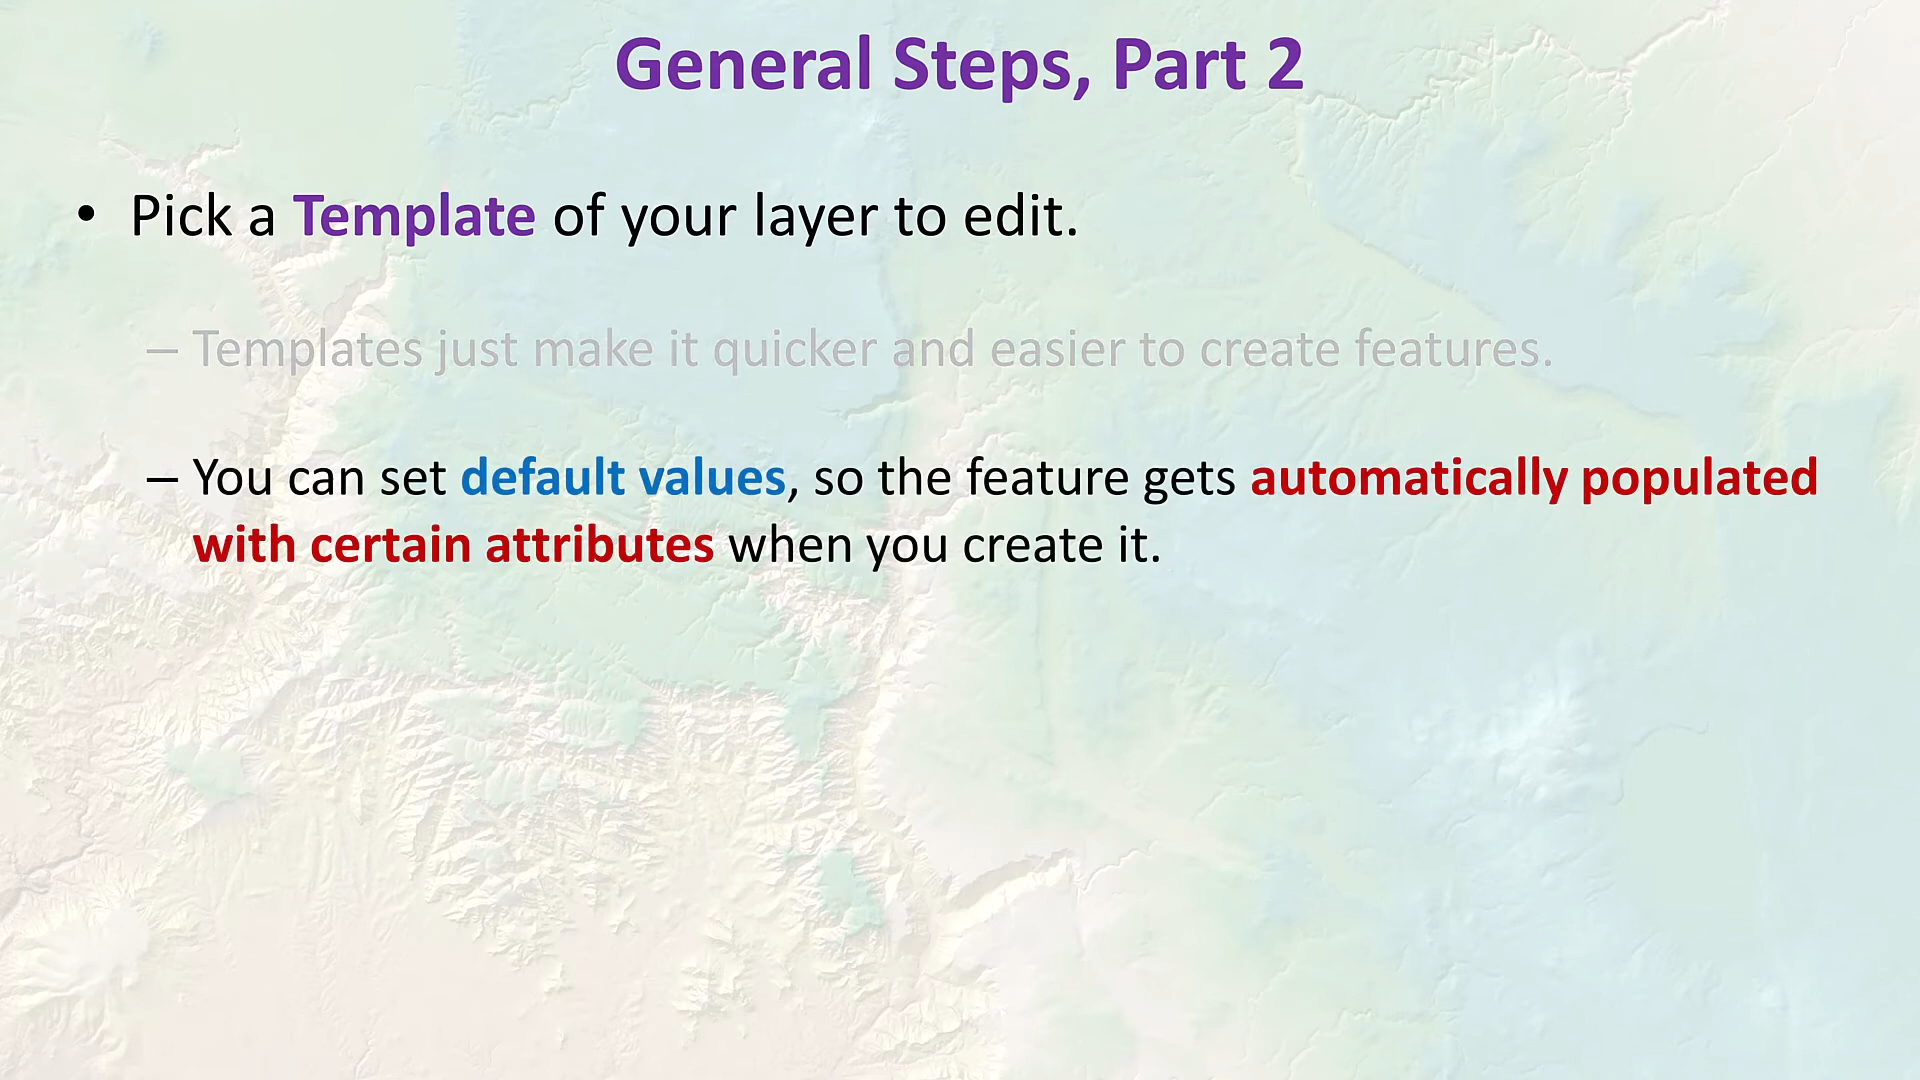 General Steps, Part 2
• Pick a Template of your layer to edit.
– Templates just make it quicker and easier to create features.
– You can set default values, so the feature gets automatically populated
with certain attributes when you create it.